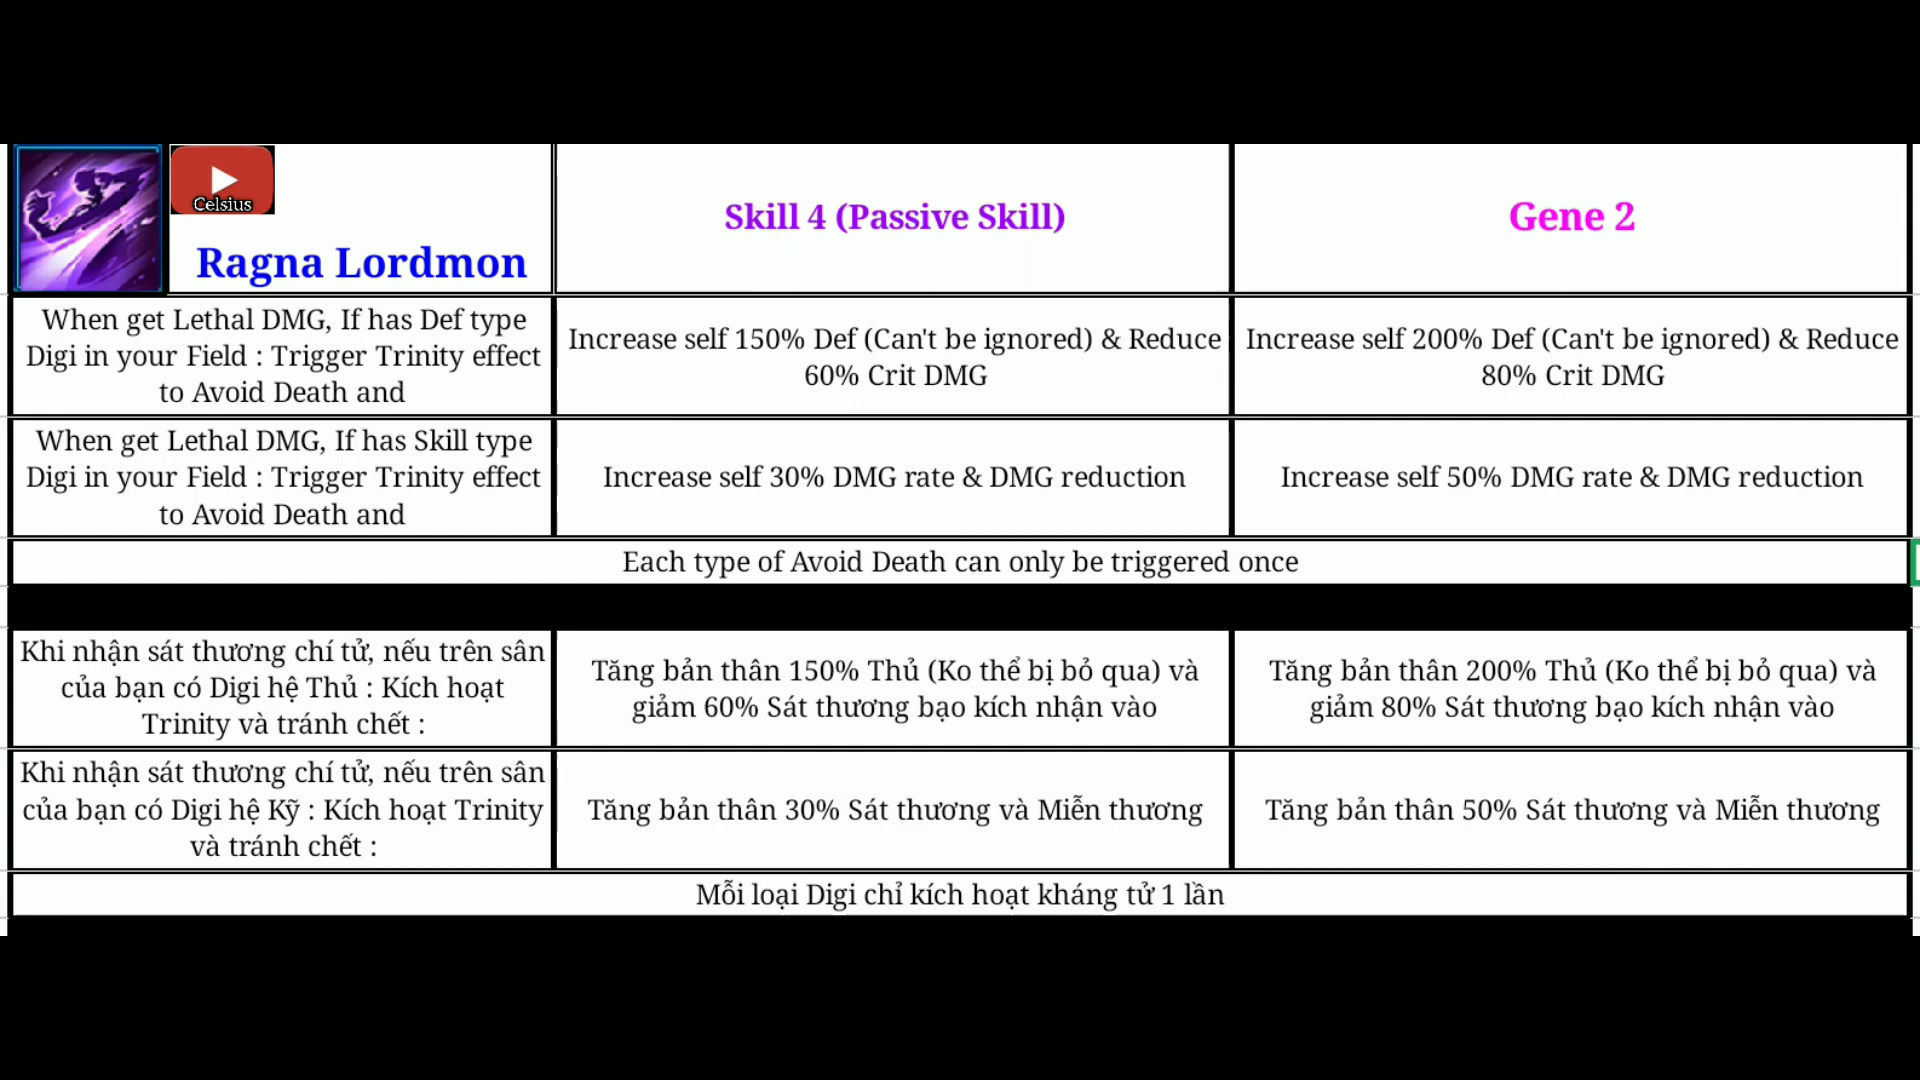 Celsius
Ragna Lordmon
Skill 4 (Passive Skill)
Gene 2
When get Lethal DMG, If has Def type
Digi in your Field : Trigger Trinity effect
to Avoid Death and
Increase self 150% Def (Can't be ignored) & Reduce
60% Crit DMG
Increase self 200% Def (Can't be ignored) & Reduce
80% Crit DMG
When get Lethal DMG, If has Skill type
Digi in your Field : Trigger Trinity effect
to Avoid Death and
Increase self 30% DMG rate & DMG reduction
Increase self 50% DMG rate & DMG reduction
Each type of Avoid Death can only be triggered once
Khi nhận sát thương chí tử, nếu trên sân
của bạn có Digi hệ Thủ : Kích hoạt
Trinity và tránh chết :
Tăng bản thân 150% Thủ (Ko thể bị bỏ qua) và
giảm 60% Sát thương bạo kích nhận vào
Tăng bản thân 200% Thủ (Ko thể bị bỏ qua) và
giảm 80% Sát thương bạo kích nhận vào
Khi nhận sát thương chí tử, nếu trên sân
của bạn có Digi hệ Kỹ : Kích hoạt Trinity
và tránh chết :
Tăng bản thân 30% Sát thương và Miễn thương
Tăng bản thân 50% Sát thương và Miễn thương
Mỗi loại Digi chỉ kích hoạt kháng tử 1 lần